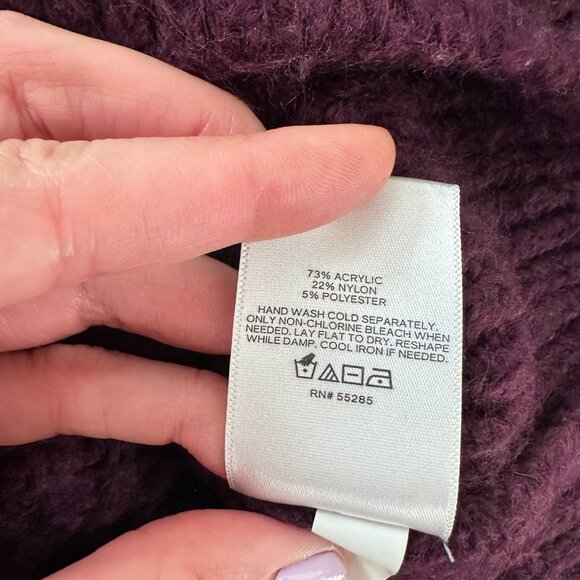 73% ACRYLIC
22% NYLON
5% POLYESTER
HAND WASH COLD SEPARATELY.
ONLY NON-CHLORINE BLEACH WHEN
NEEDED. LAY FLAT TO DRY. RESHAPE
WHILE DAMP. COOL IRON IF NEEDED.
RN# 55285